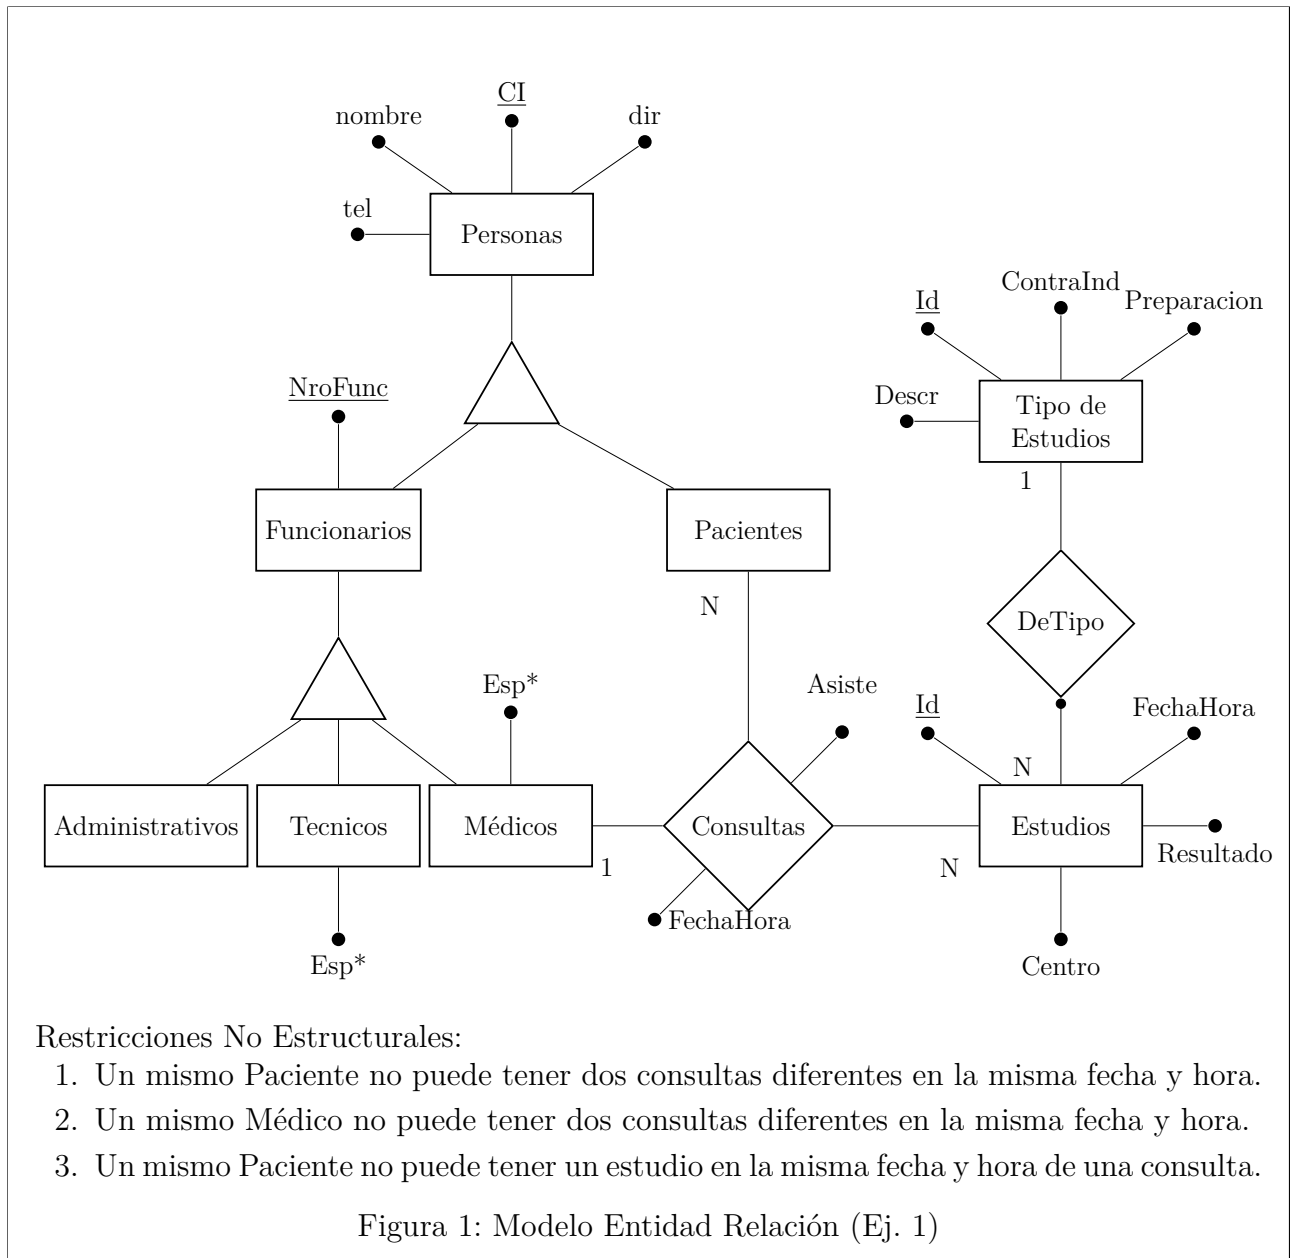 CI
nombre
dir
tel
Personas
ContraInd
Id
Preparacion
NroFunc
Descr
Tipo de
Estudios
1
Funcionarios
Pacientes
N
DeTipo
Esp*
Asiste
Id
FechaHora
N
Administrativos
Tecnicos
Médicos
Consultas
Estudios
1
N
Resultado
FechaHora
Esp*
Centro
Restricciones No Estructurales:
1. Un mismo Paciente no puede tener dos consultas diferentes en la misma fecha y hora.
2. Un mismo Médico no puede tener dos consultas diferentes en la misma fecha y hora.
3. Un mismo Paciente no puede tener un estudio en la misma fecha y hora de una consulta.
Figura 1: Modelo Entidad Relación (Ej. 1)